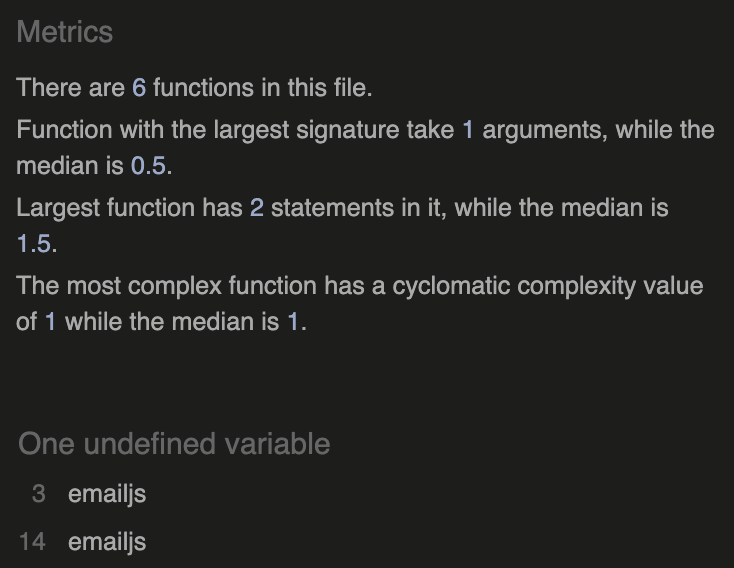 Metrics
There are 6 functions in this file.
Function with the largest signature take 1 arguments, while the
median is 0.5.
Largest function has 2 statements in it, while the median is
1.5.
The most complex function has a cyclomatic complexity value
of 1 while the median is 1.
One undefined variable
3 emailjs
14 emailjs